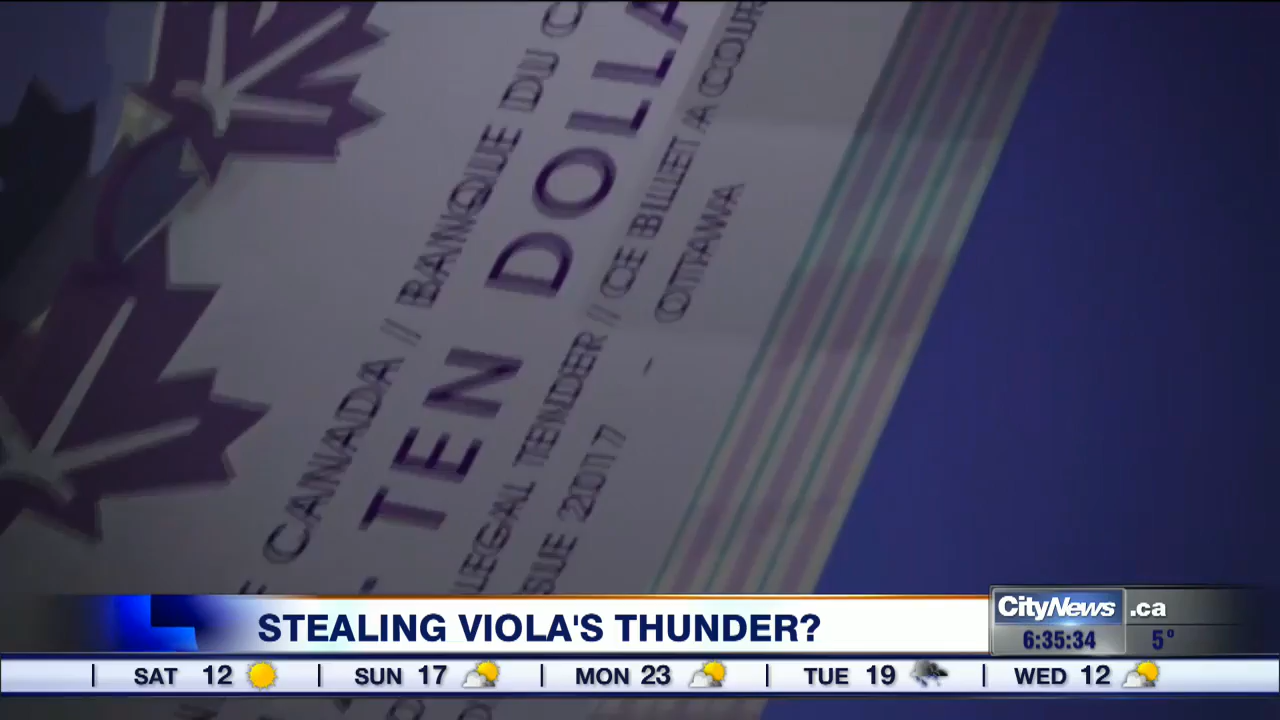 CANADA // BANQUE DU C
TEN DOLLA
LEGAL TENDER // CE BILLET A COUR
SUE 2017 - OTTAWA
STEALING VIOLA'S THUNDER?
CityNews .ca
6:35:34 5°
SAT 12 SUN 17 MON 23 TUE 19 WED 12